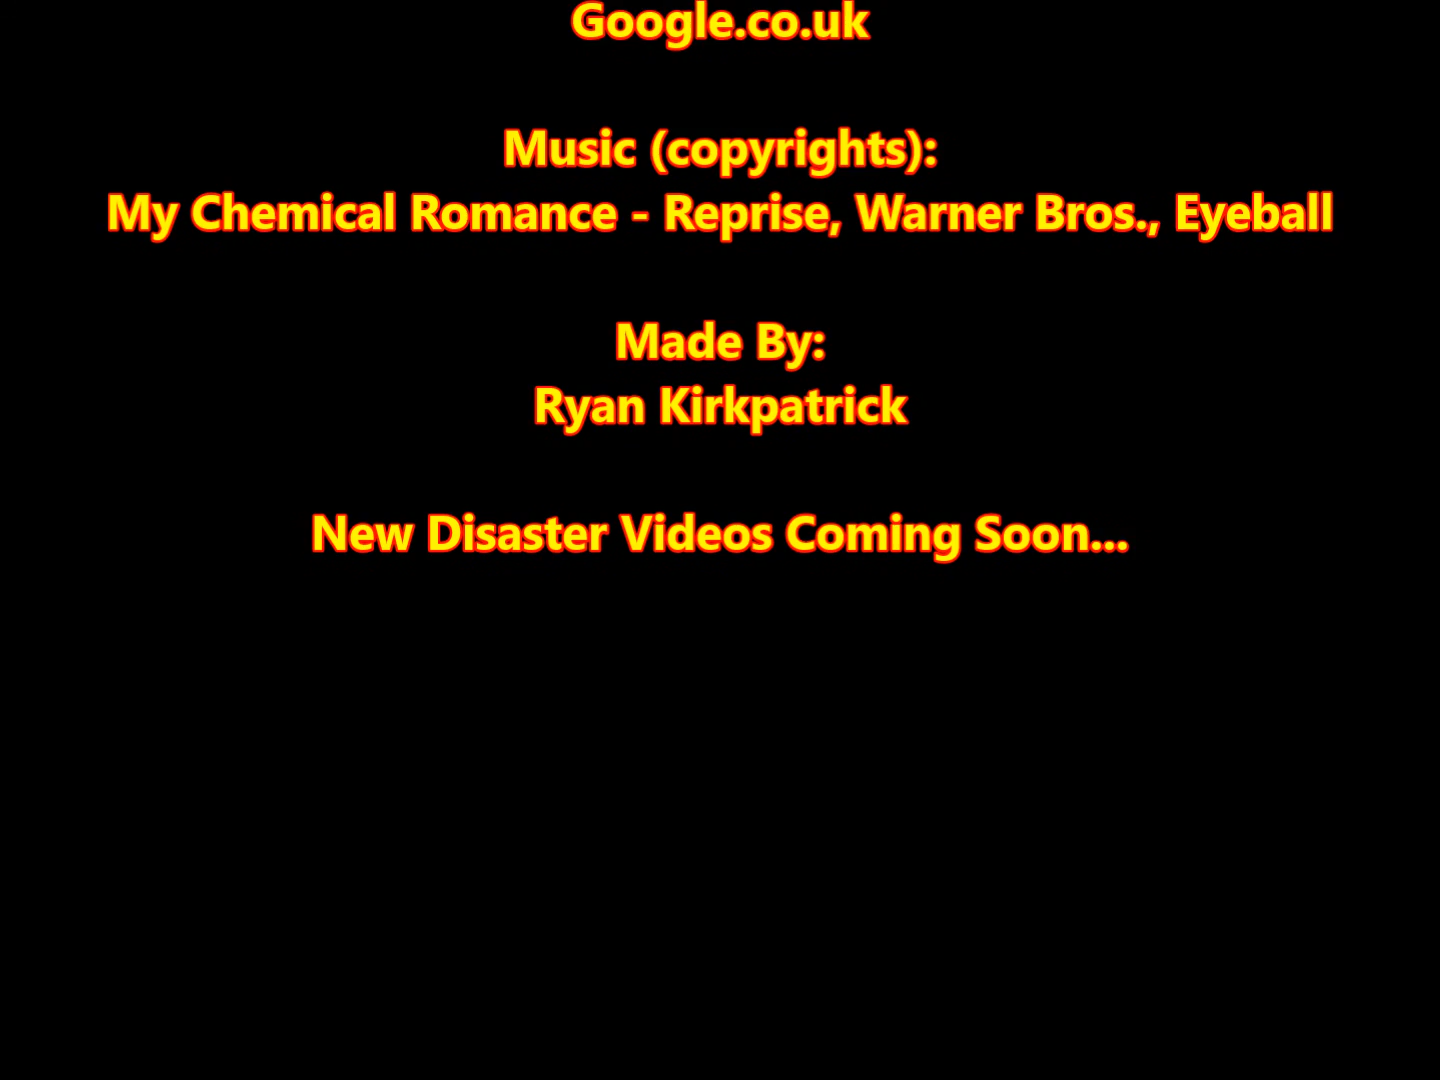 Google.co.uk
Music (copyrights):
My Chemical Romance - Reprise, Warner Bros., Eyeball
Made By:
Ryan Kirkpatrick
New Disaster Videos Coming Soon...